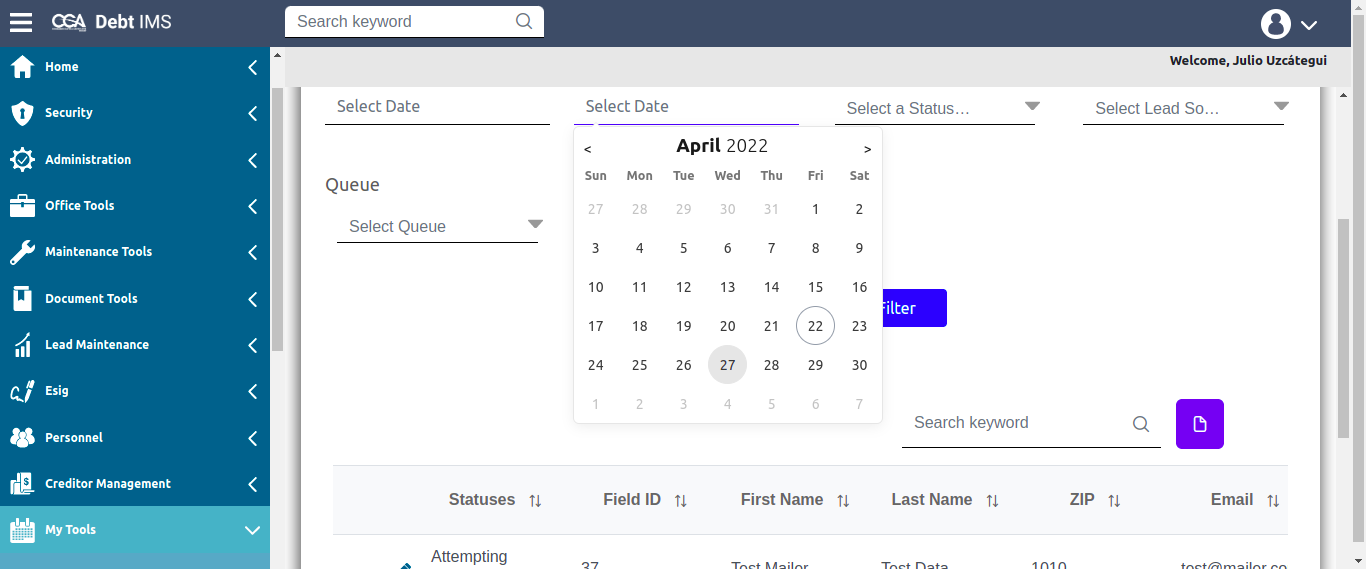 CGA Debt IMS
Search keyword
Welcome, Julio Uzcátegui
Home
Security
Administration
Office Tools
Maintenance Tools
Document Tools
Lead Maintenance
Esig
Personnel
Creditor Management
My Tools
Select Date Select Date Select a Status... Select Lead So...
< April 2022 >
Sun Mon Tue Wed Thu Fri Sat
27 28 29 30 31 1 2
3 4 5 6 7 8 9
10 11 12 13 14 15 16
17 18 19 20 21 22 23
24 25 26 27 28 29 30
1 2 3 4 5 6 7
Queue
Select Queue
Filter
Search keyword
Statuses Field ID First Name Last Name ZIP Email
Attempting
37 Test Mailer Test Data 1010 test@mailer.co